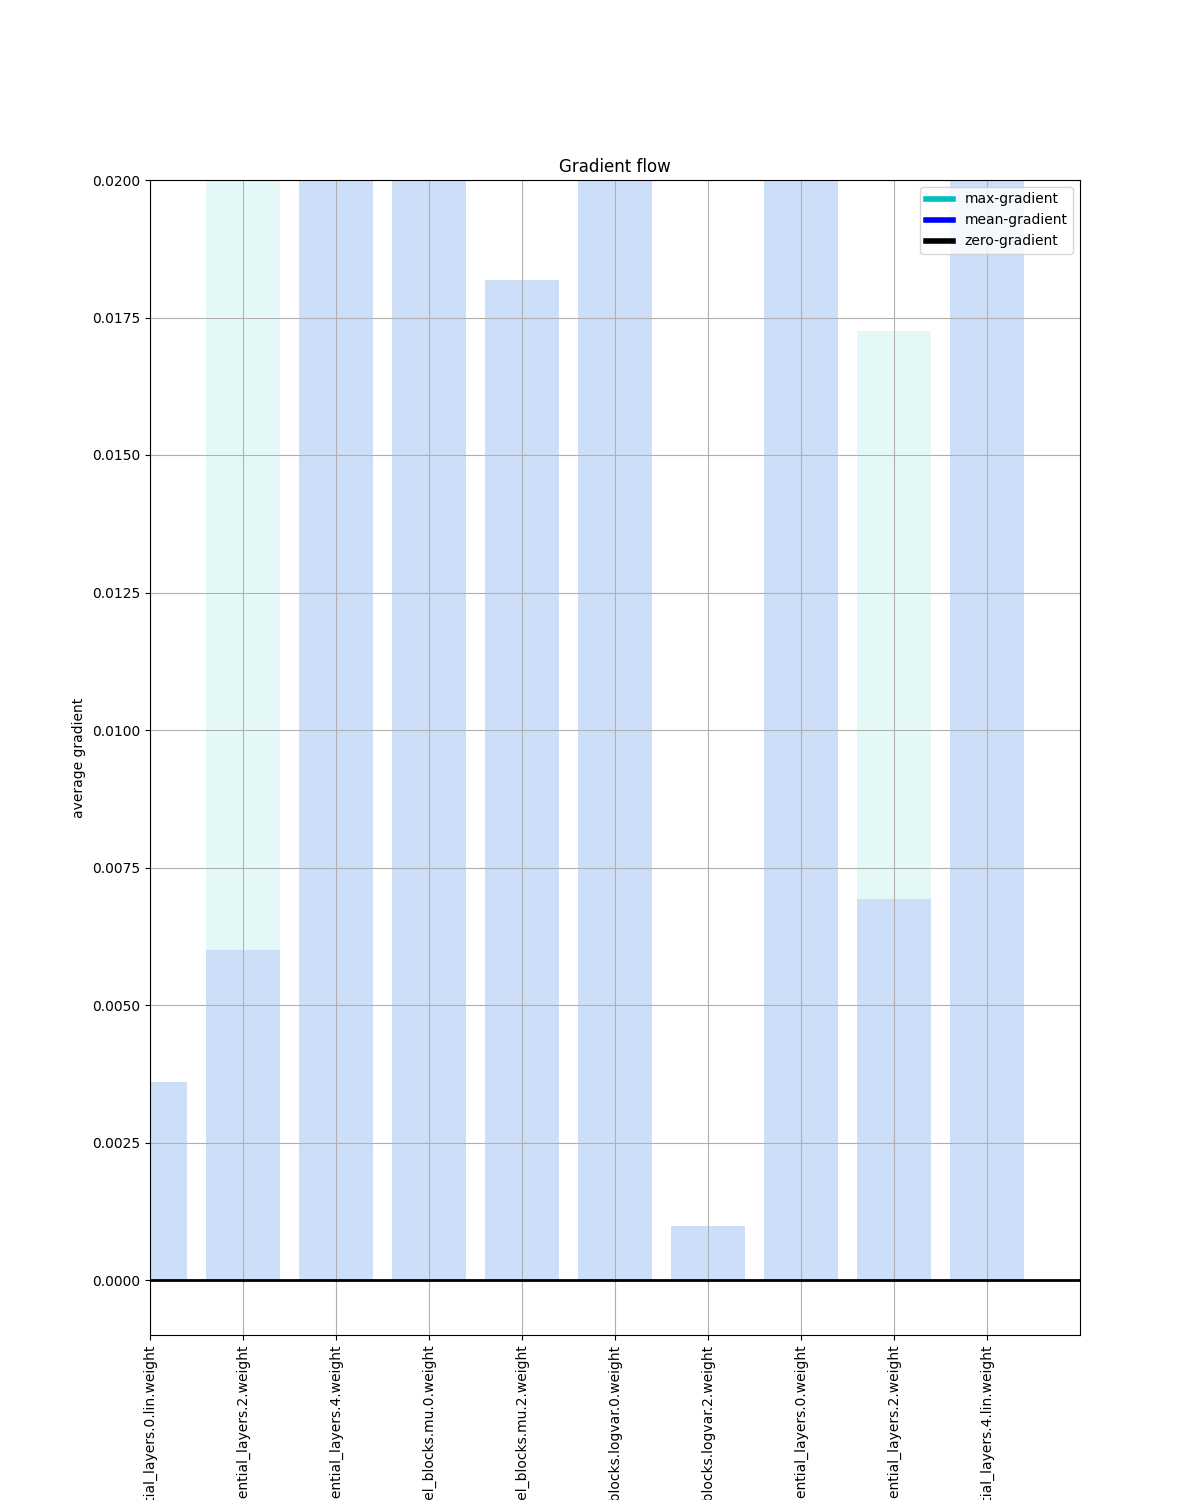 Gradient flow
max-gradient
mean-gradient
zero-gradient
average gradient
0.0200
0.0175
0.0150
0.0125
0.0100
0.0075
0.0050
0.0025
0.0000
tial_layers.0.lin.weight
ential_layers.2.weight
ential_layers.4.weight
el_blocks.mu.0.weight
el_blocks.mu.2.weight
blocks.logvar.0.weight
blocks.logvar.2.weight
ential_layers.0.weight
ential_layers.2.weight
tial_layers.4.lin.weight